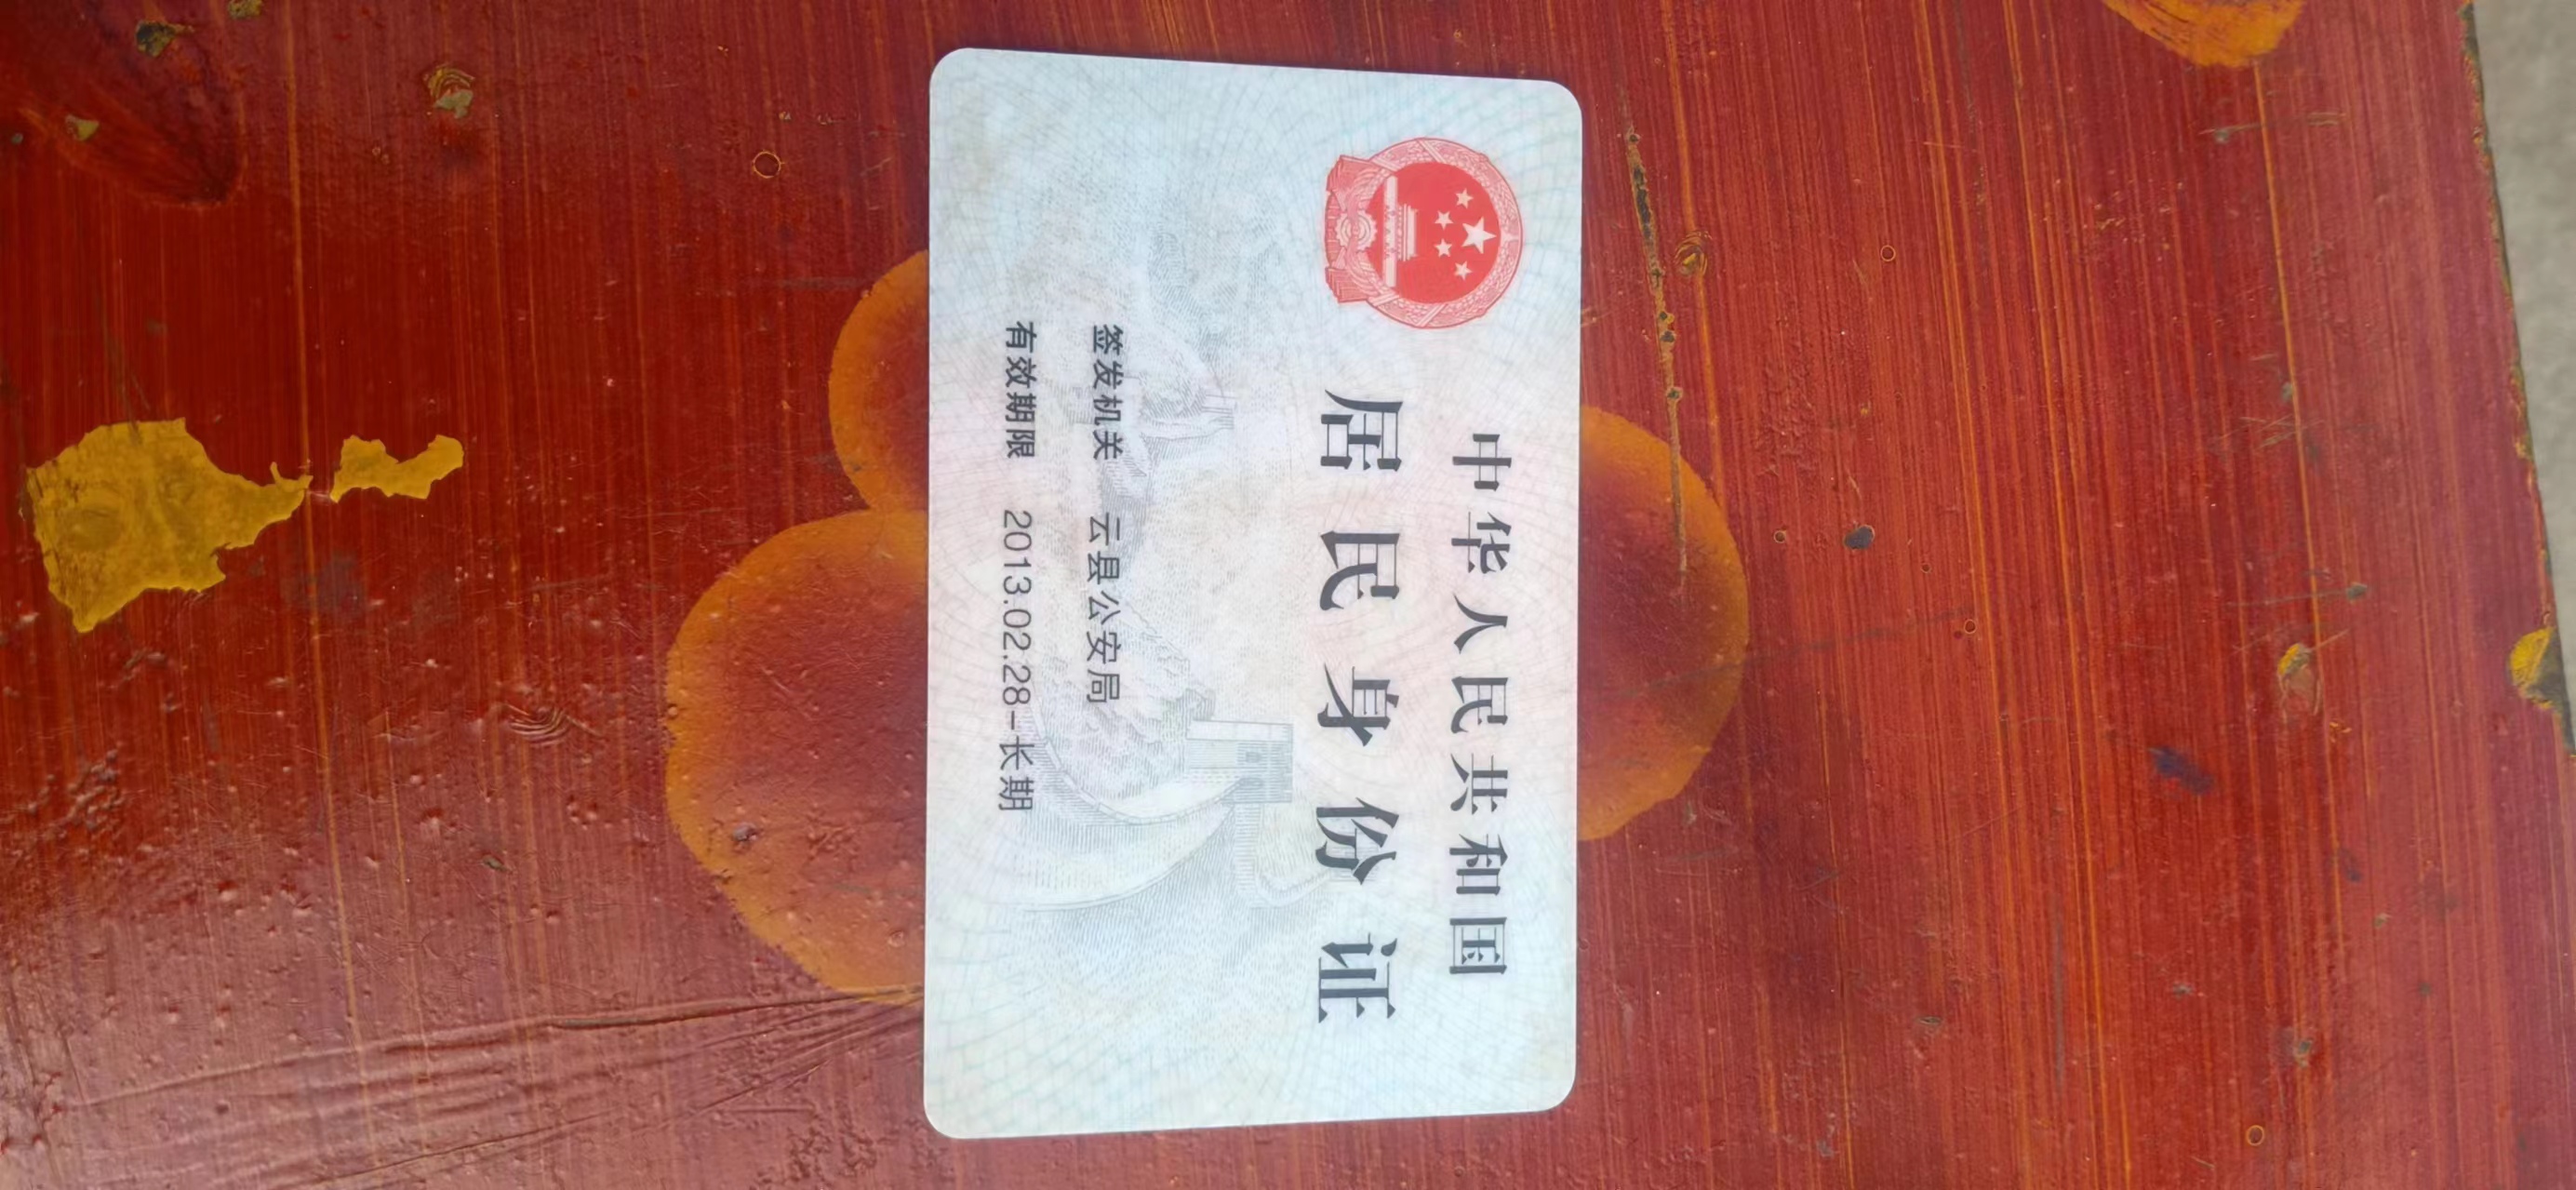 中华人民共和国
居民身份证
签发机关 云县公安局
有效期限 2013.02.28-长期